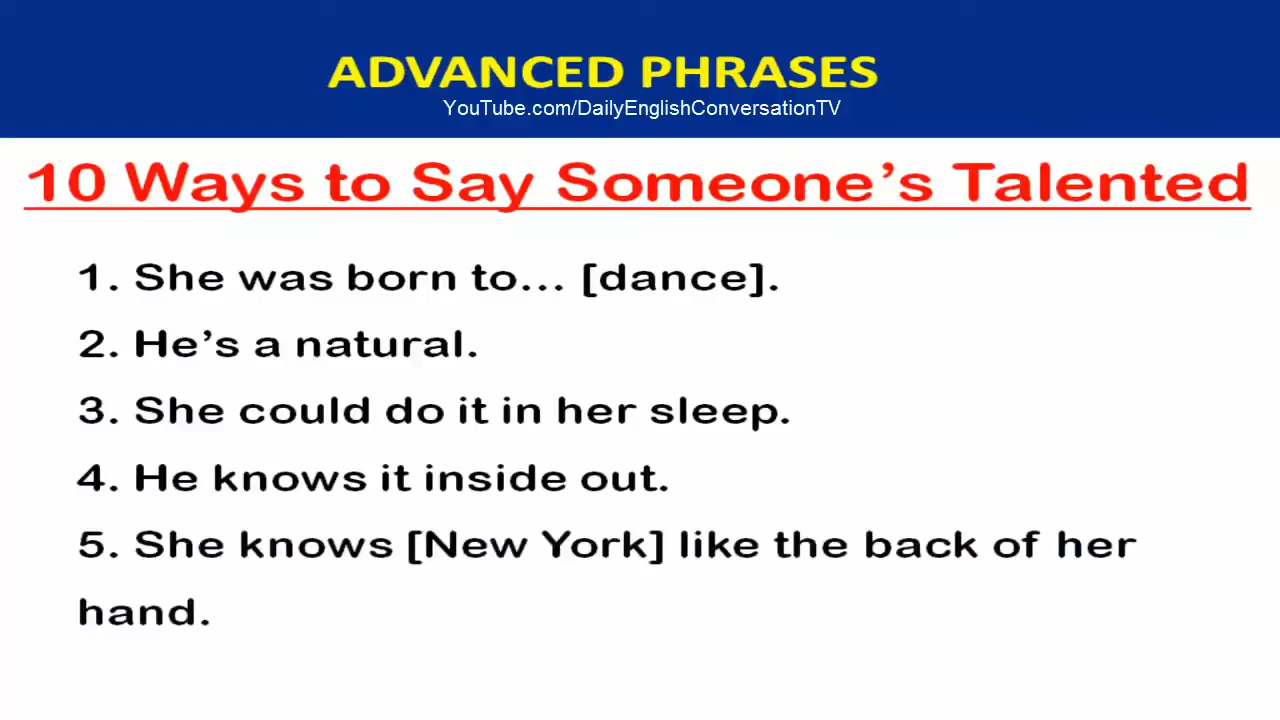 ADVANCED PHRASES
YouTube.com/DailyEnglishConversationTV
10 Ways to Say Someone’s Talented
1. She was born to... [dance].
2. He’s a natural.
3. She could do it in her sleep.
4. He knows it inside out.
5. She knows [New York] like the back of her
hand.